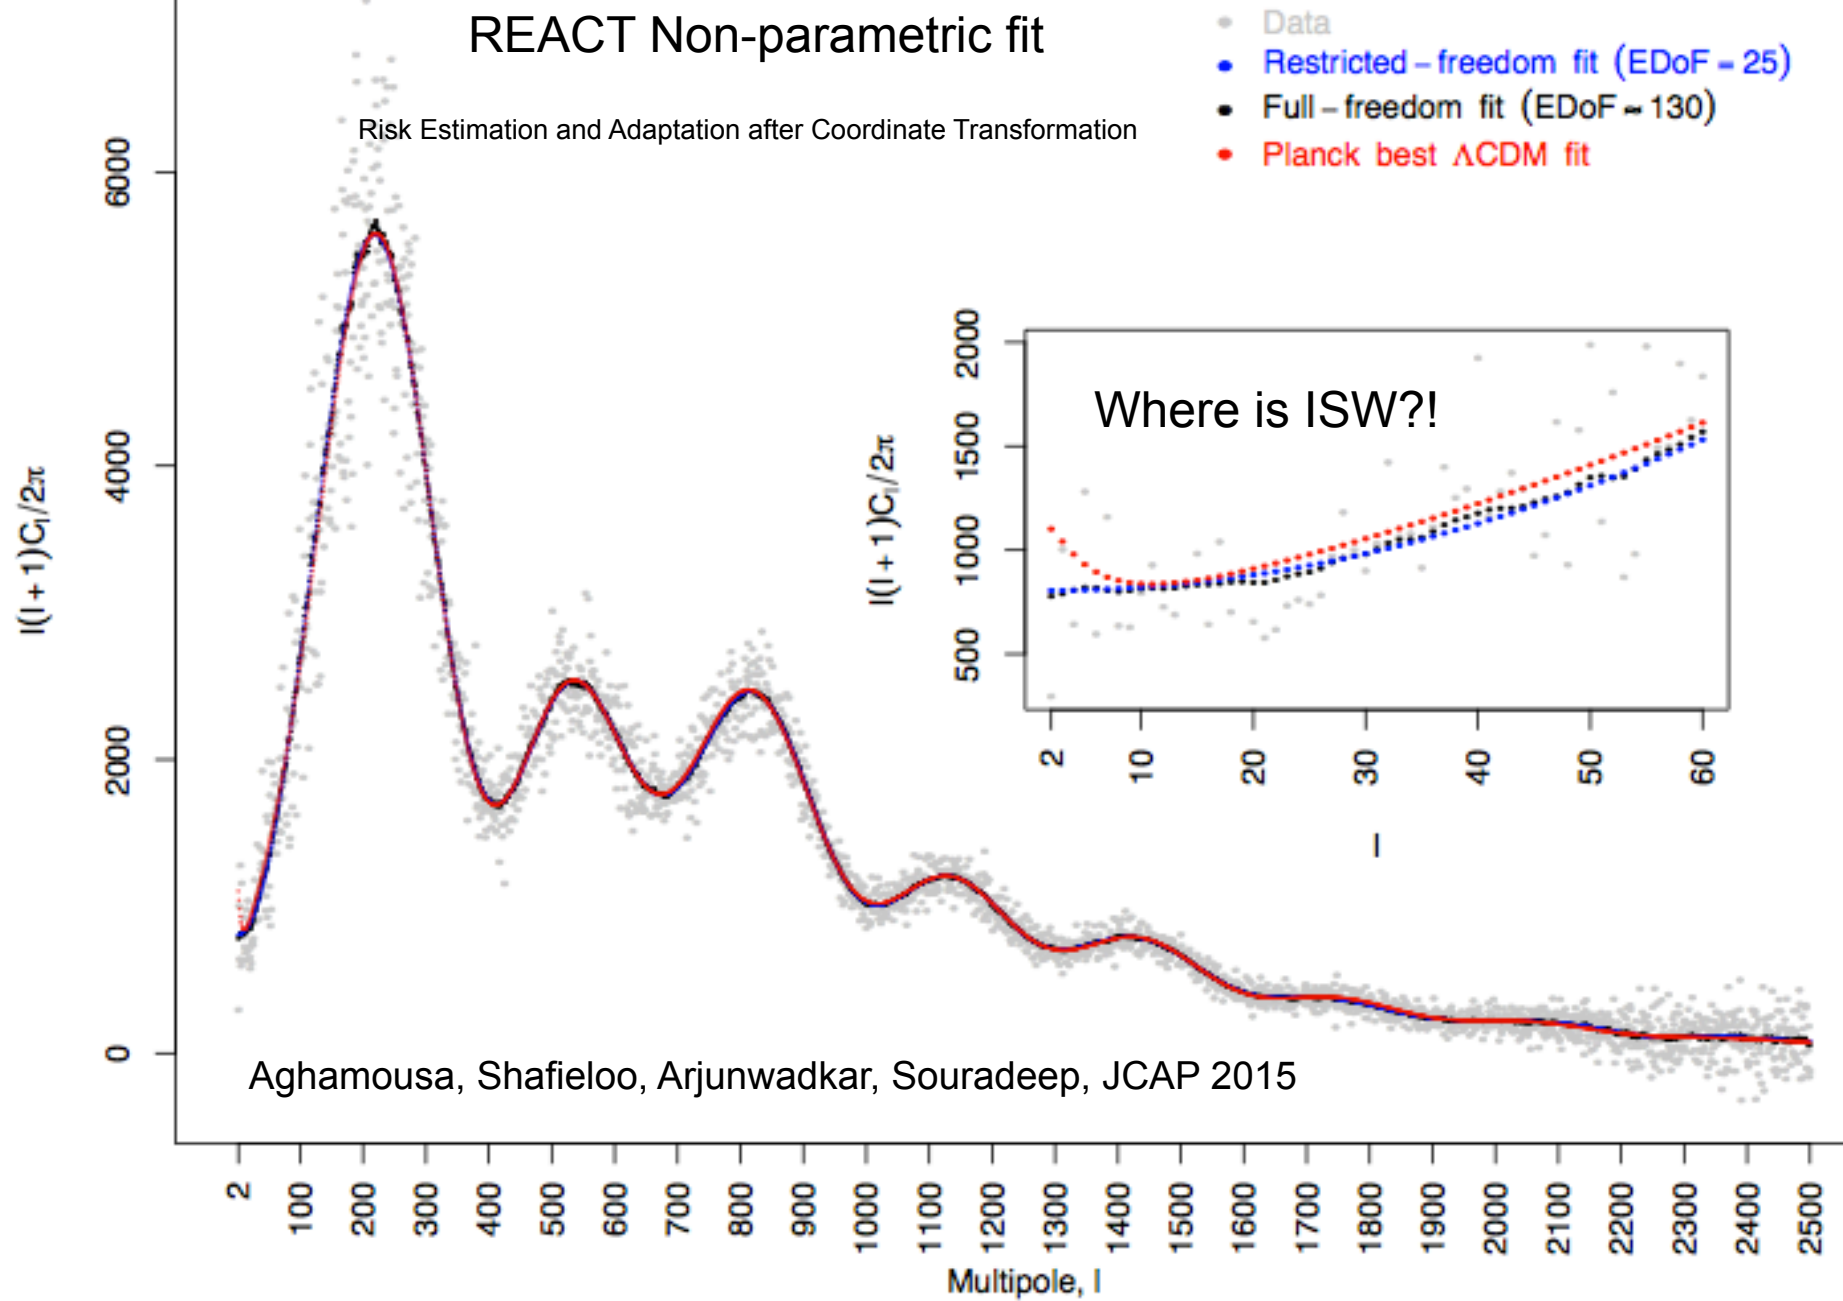 REACT Non-parametric fit
Risk Estimation and Adaptation after Coordinate Transformation
Data
Restricted – freedom fit (EDoF = 25)
Full – freedom fit (EDoF ≈ 130)
Planck best ΛCDM fit
l(l + 1)Cl/2π
6000
4000
2000
0
Where is ISW?!
l(l + 1)Cl/2π
2000
1500
1000
500
2 10 20 30 40 50 60
l
Aghamousa, Shafieloo, Arjunwadkar, Souradeep, JCAP 2015
2 100 200 300 400 500 600 700 800 900 1000 1100 1200 1300 1400 1500 1600 1700 1800 1900 2000 2100 2200 2300 2400 2500
Multipole, l